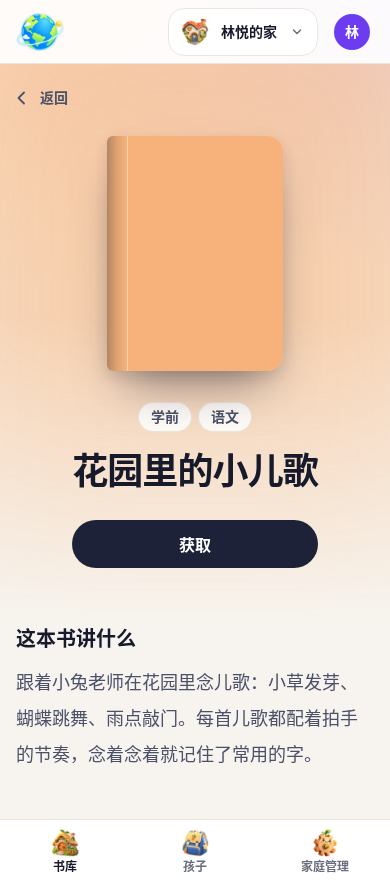 林悦的家
林
返回
学前
语文
花园里的小儿歌
获取
这本书讲什么
跟着小兔老师在花园里念儿歌：小草发芽、
蝴蝶跳舞、雨点敲门。每首儿歌都配着拍手
的节奏，念着念着就记住了常用的字。
书库
孩子
家庭管理